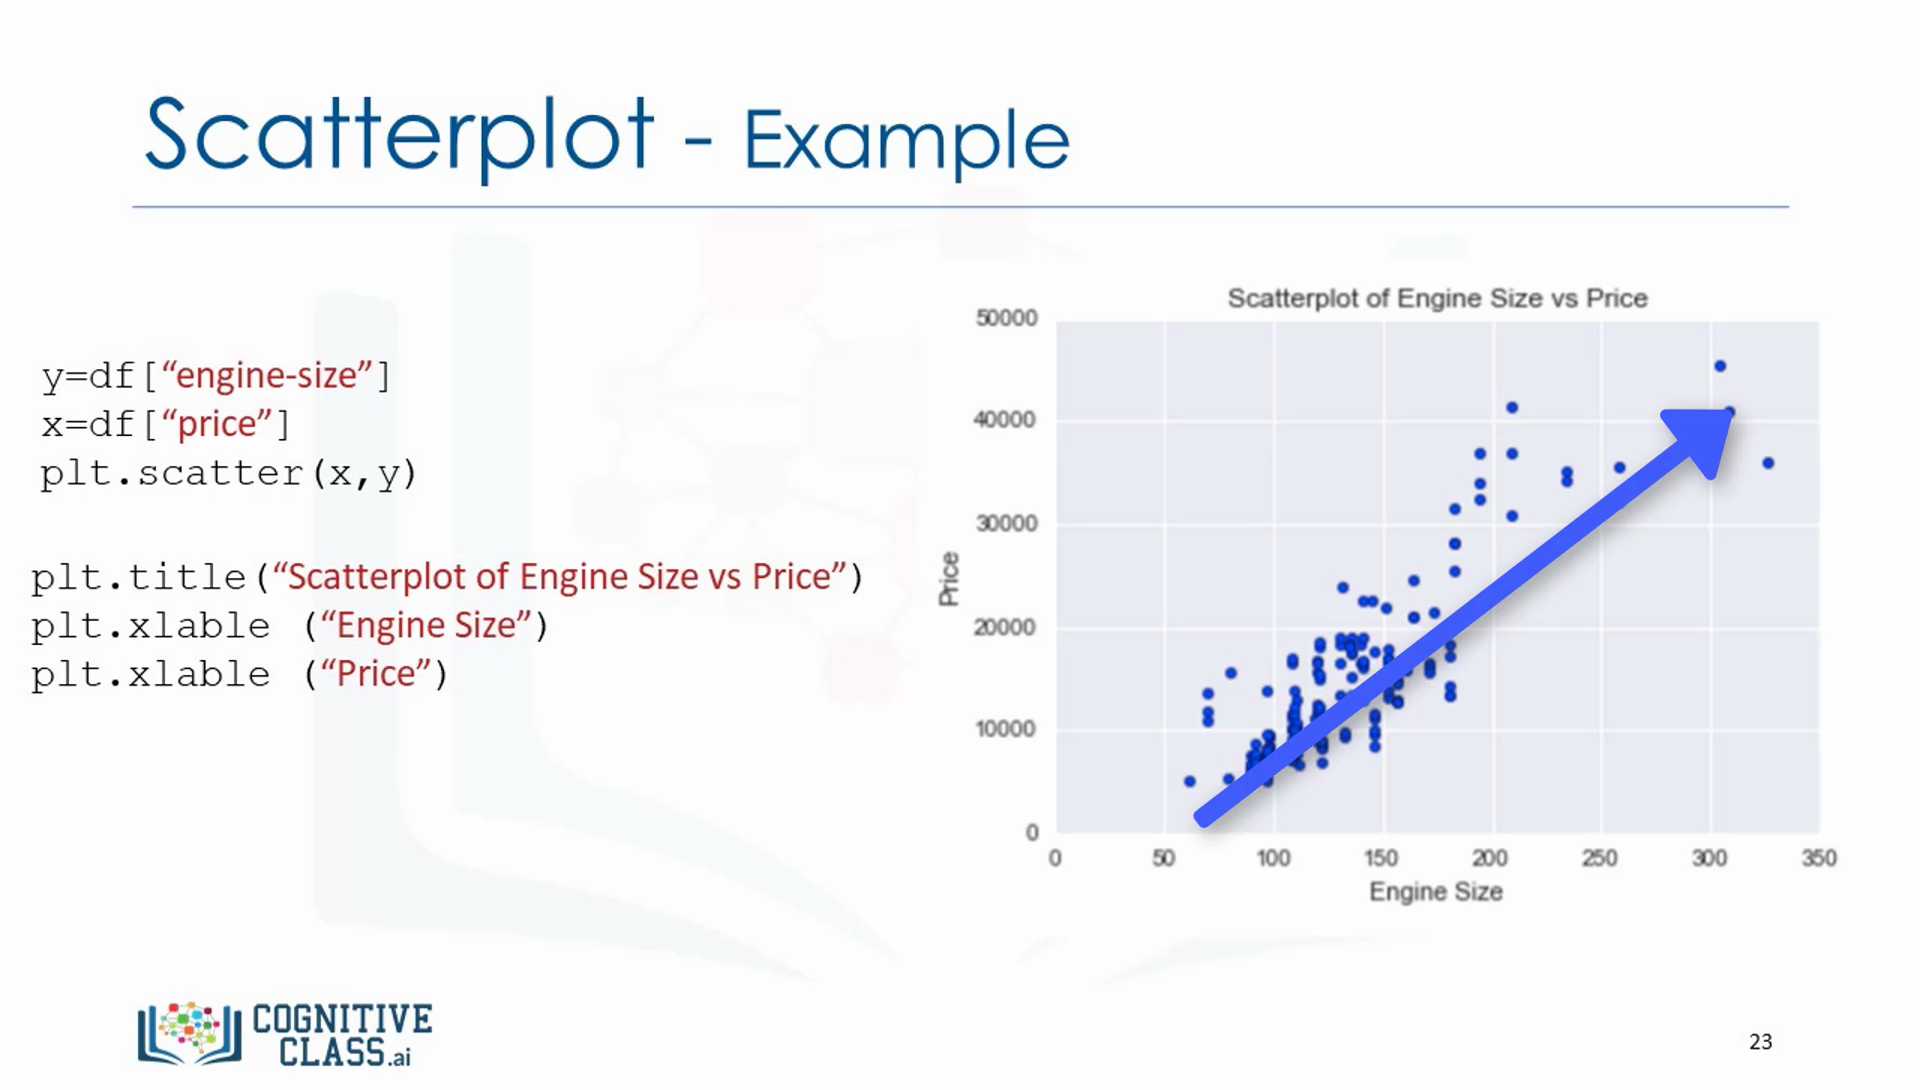 Scatterplot - Example
y=df[“engine-size”]
x=df[“price”]
plt.scatter(x,y)
plt.title(“Scatterplot of Engine Size vs Price”)
plt.xlable (“Engine Size”)
plt.xlable (“Price”)
Scatterplot of Engine Size vs Price
50000
40000
30000
20000
10000
0
Price
0 50 100 150 200 250 300 350
Engine Size
COGNITIVE
CLASS.ai
23